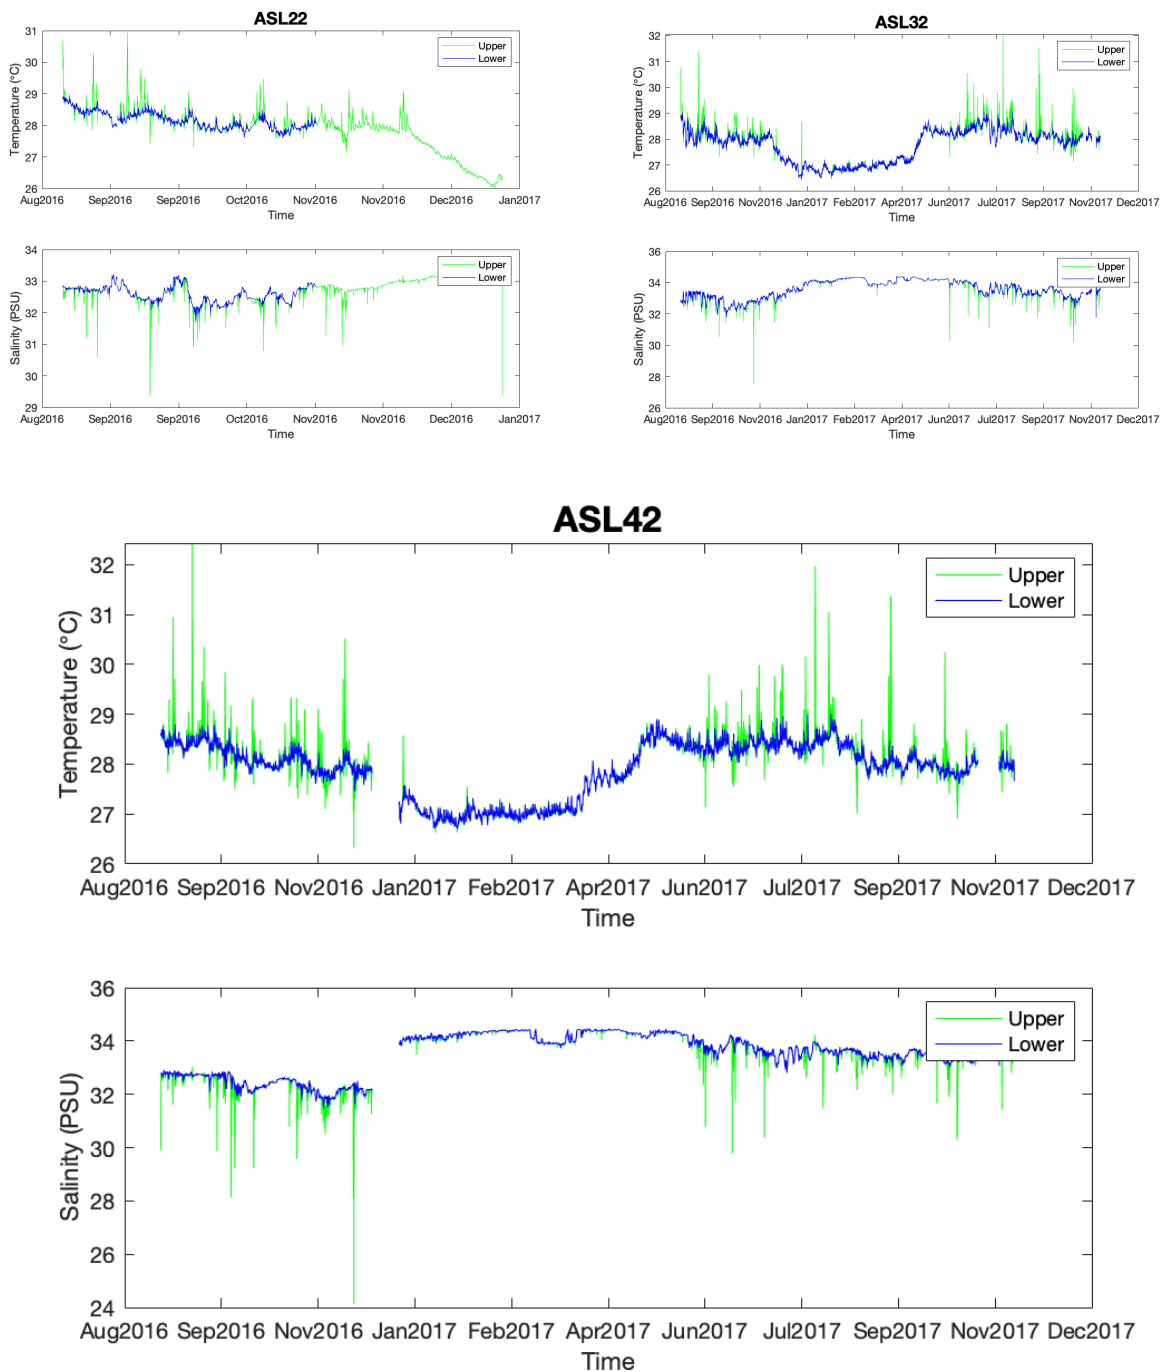 ASL22
31
30
29
28
27
26
Temperature (°C)
Upper
Lower
Aug2016 Sep2016 Sep2016 Oct2016 Nov2016 Nov2016 Dec2016 Jan2017
Time
34
33
32
31
30
29
Salinity (PSU)
Upper
Lower
Aug2016 Sep2016 Sep2016 Oct2016 Nov2016 Nov2016 Dec2016 Jan2017
Time
ASL32
32
31
30
29
28
27
26
Temperature (°C)
Upper
Lower
Aug2016 Sep2016 Nov2016 Jan2017 Feb2017 Apr2017 Jun2017 Jul2017 Sep2017 Nov2017 Dec2017
Time
36
34
32
30
28
26
Salinity (PSU)
Upper
Lower
Aug2016 Sep2016 Nov2016 Jan2017 Feb2017 Apr2017 Jun2017 Jul2017 Sep2017 Nov2017 Dec2017
Time
ASL42
32
31
30
29
28
27
26
Temperature (°C)
Upper
Lower
Aug2016 Sep2016 Nov2016 Jan2017 Feb2017 Apr2017 Jun2017 Jul2017 Sep2017 Nov2017 Dec2017
Time
36
34
32
30
28
26
24
Salinity (PSU)
Upper
Lower
Aug2016 Sep2016 Nov2016 Jan2017 Feb2017 Apr2017 Jun2017 Jul2017 Sep2017 Nov2017 Dec2017
Time